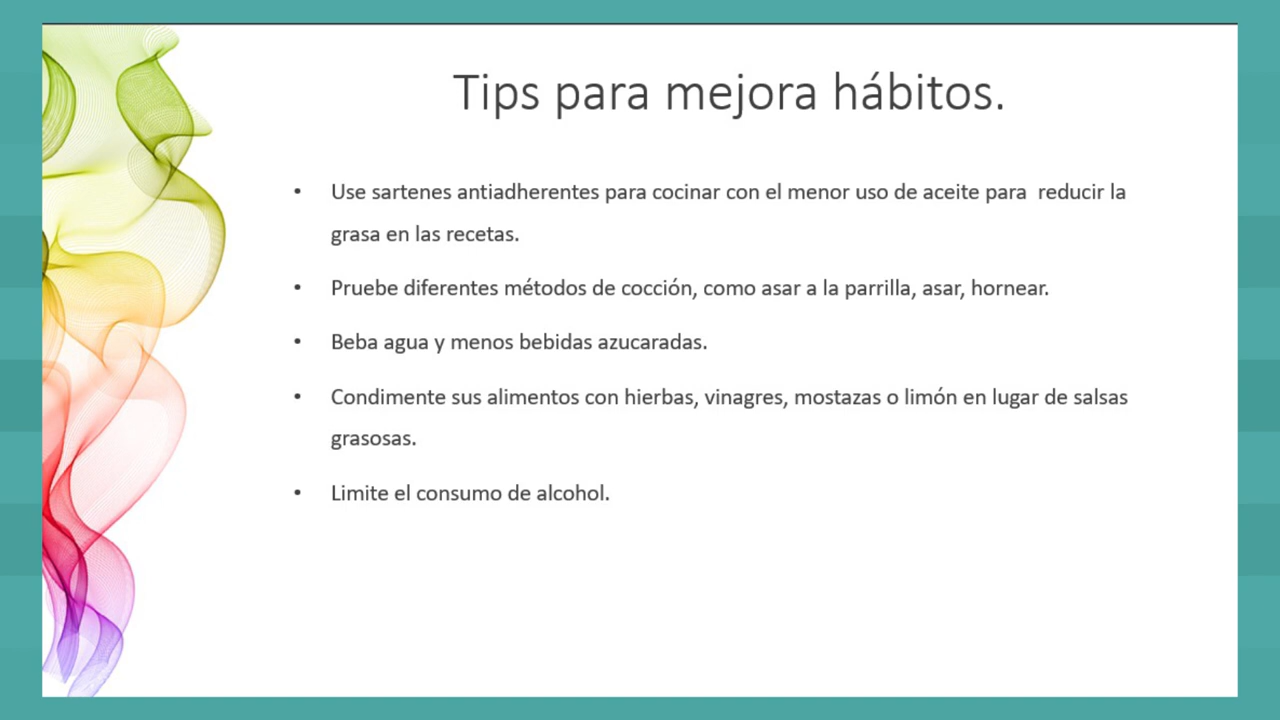 Tips para mejora hábitos.
• Use sartenes antiadherentes para cocinar con el menor uso de aceite para  reducir la
grasa en las recetas.
• Pruebe diferentes métodos de cocción, como asar a la parrilla, asar, hornear.
• Beba agua y menos bebidas azucaradas.
• Condimente sus alimentos con hierbas, vinagres, mostazas o limón en lugar de salsas
grasosas.
• Limite el consumo de alcohol.